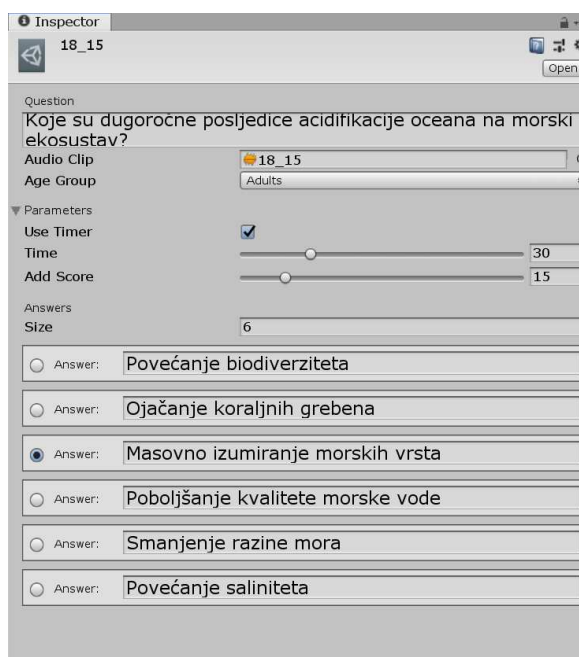 Inspector
18_15
Open
Question
Koje su dugoročne posljedice acidifikacije oceana na morski
ekosustav?
Audio Clip 18_15
Age Group Adults
Parameters
Use Timer
Time 30
Add Score 15
Answers
Size 6
Answer: Povećanje biodiverziteta
Answer: Ojačanje koraljnih grebena
Answer: Masovno izumiranje morskih vrsta
Answer: Poboljšanje kvalitete morske vode
Answer: Smanjenje razine mora
Answer: Povećanje saliniteta